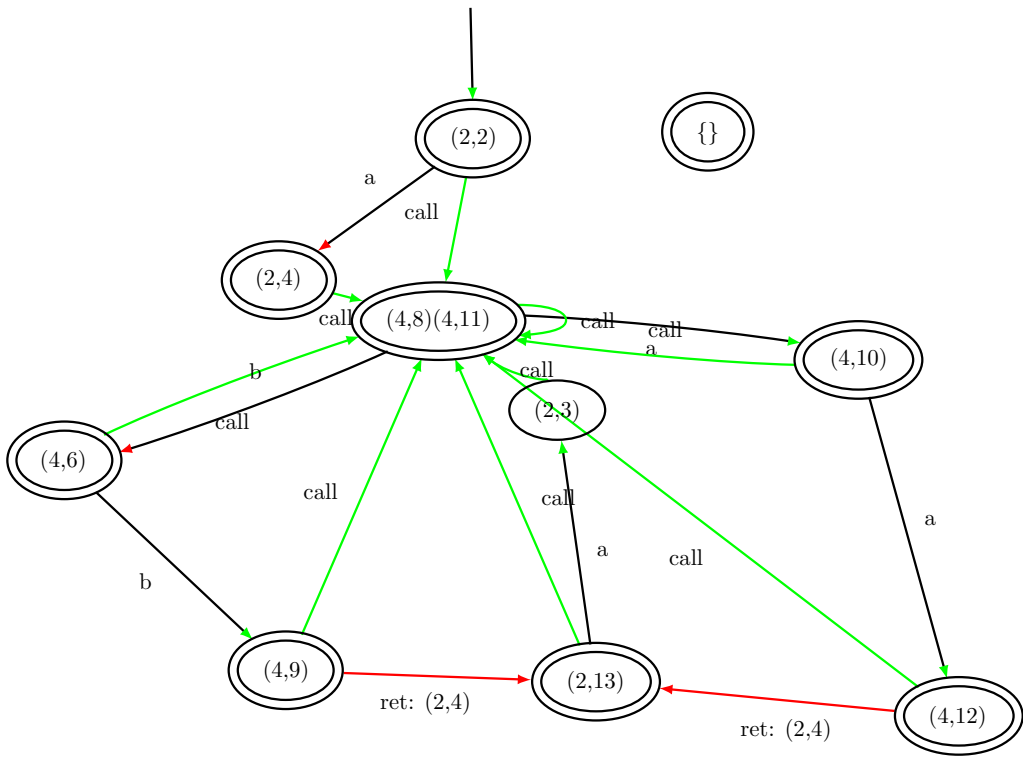 (2,2)
{}
a
call
(2,4)
call
(4,8)(4,11)
call
call
a
(4,10)
b
call
call
(2,3)
(4,6)
call
call
a
a
call
b
(4,9)
(2,13)
ret: (2,4)
(4,12)
ret: (2,4)